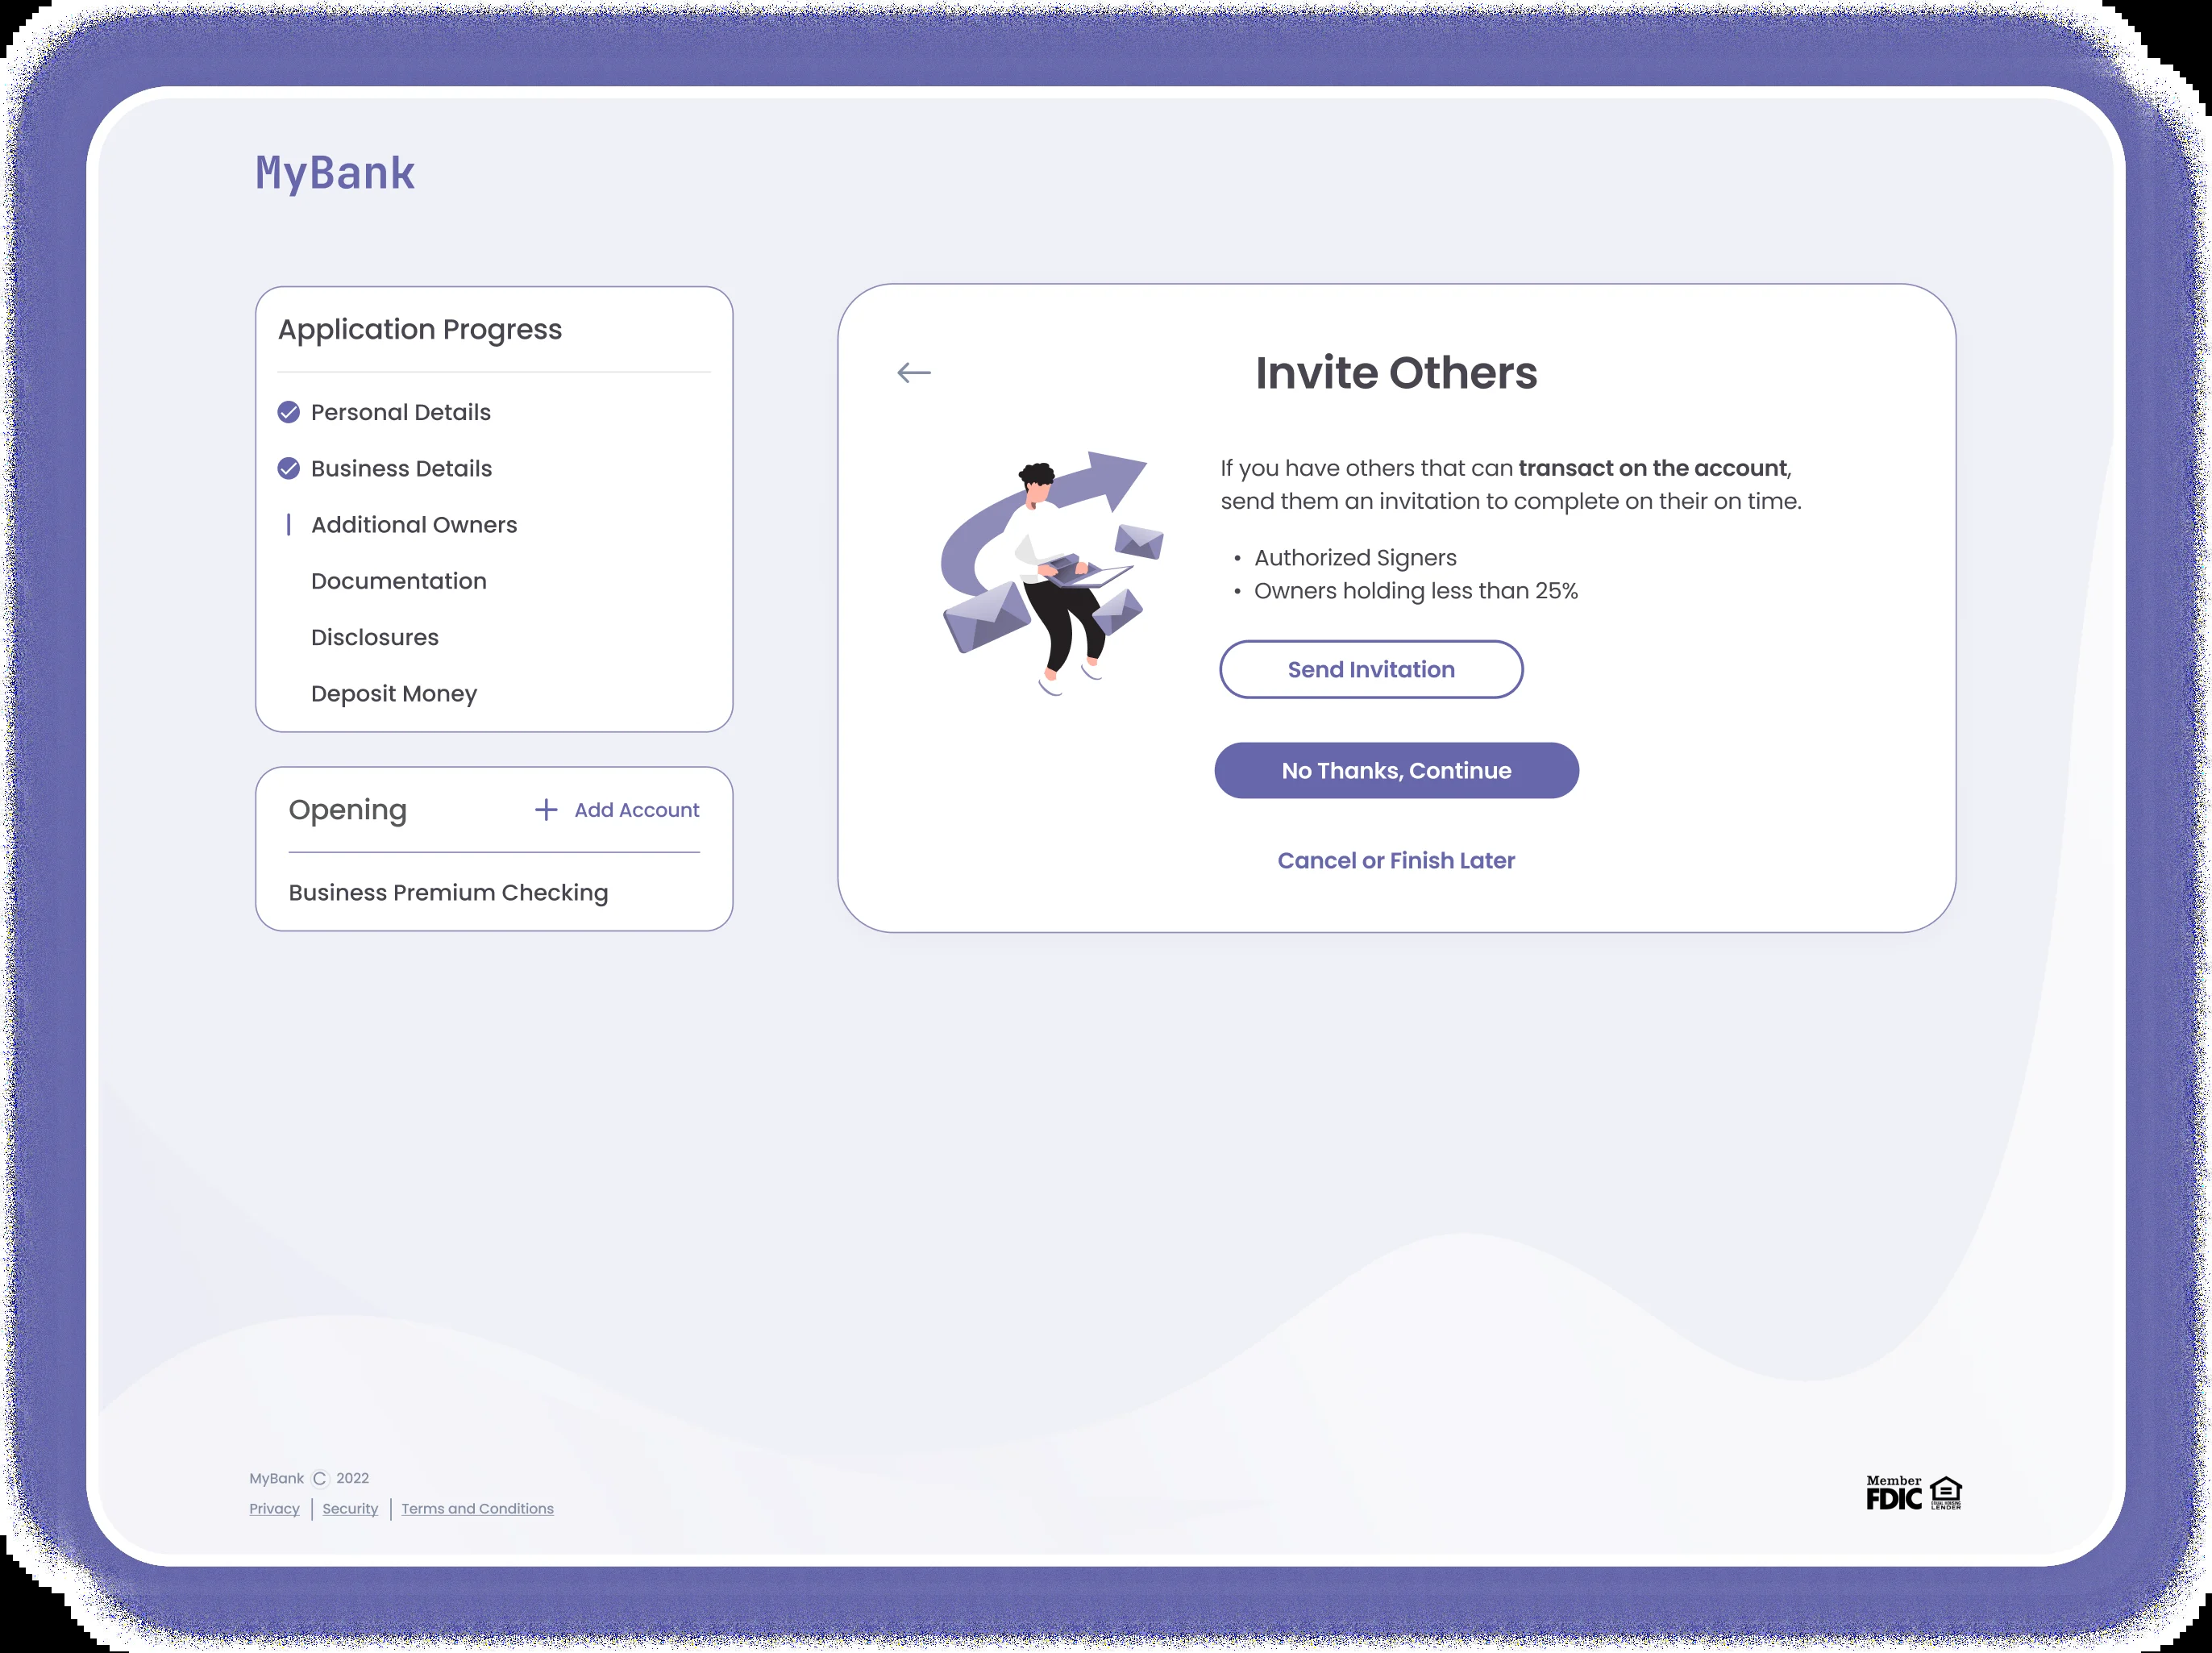 MyBank
Application Progress
Personal Details
Business Details
Additional Owners
Documentation
Disclosures
Deposit Money
Opening
Add Account
Business Premium Checking
Invite Others
If you have others that can transact on the account,
send them an invitation to complete on their on time.
• Authorized Signers
• Owners holding less than 25%
Send Invitation
No Thanks, Continue
Cancel or Finish Later
MyBank © 2022
Privacy | Security | Terms and Conditions
Member
FDIC
EQUAL HOUSING
LENDER